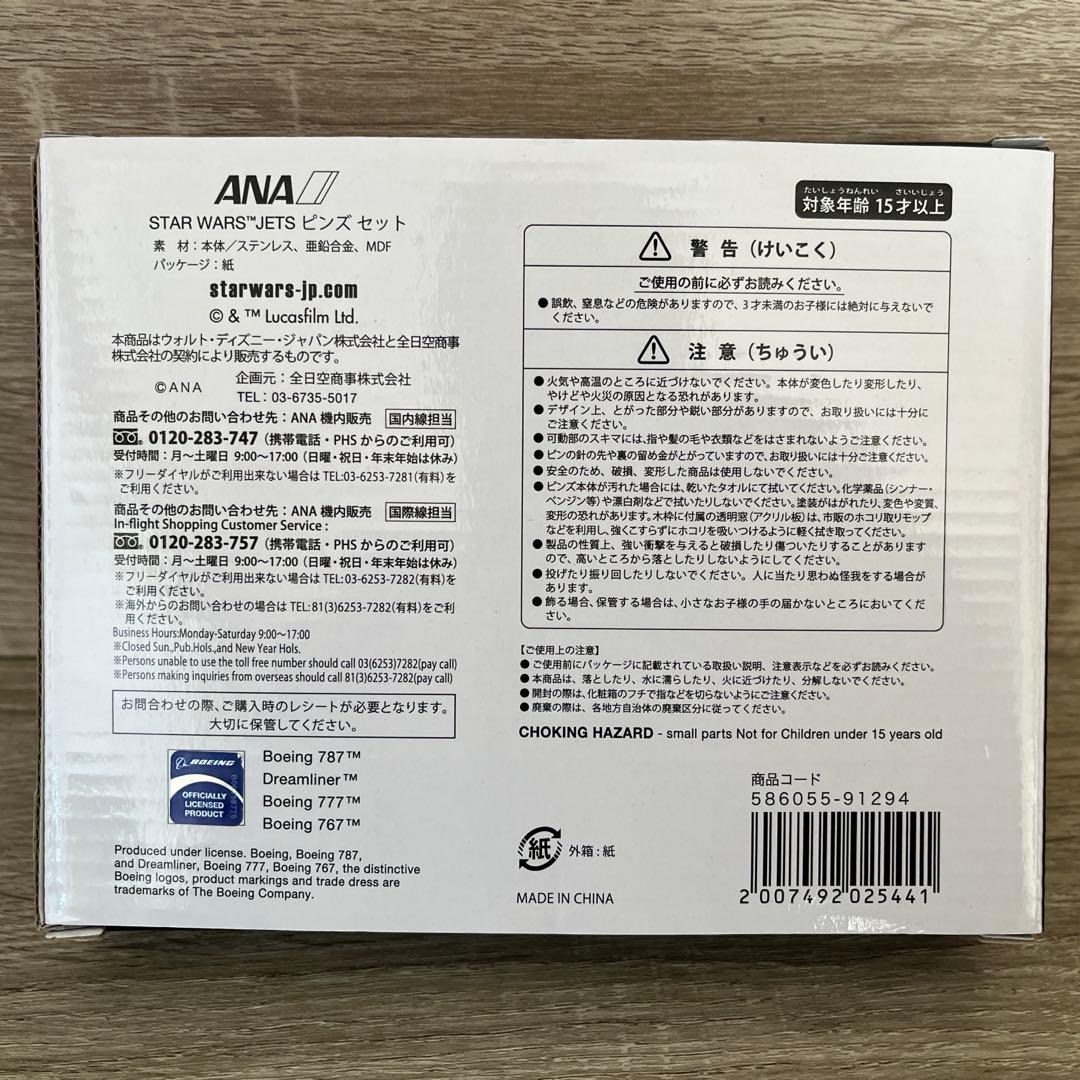 ANA
STAR WARS™JETS ピンズ セット
素 材：本体／ステンレス、亜鉛合金、MDF
パッケージ：紙
starwars-jp.com
© & ™ Lucasfilm Ltd.
本商品はウォルト・ディズニー・ジャパン株式会社と全日空商事
株式会社の契約により販売するものです。
©ANA
企画元：全日空商事株式会社
TEL：03-6735-5017
商品その他のお問い合わせ先：ANA 機内販売 国内線担当
0120-283-747（携帯電話・PHS からのご利用可）
受付時間：月〜土曜日 9:00〜17:00（日曜・祝日・年末年始は休み）
※フリーダイヤルがご利用出来ない場合は TEL:03-6253-7281(有料)を
ご利用ください。
商品その他のお問い合わせ先：ANA 機内販売 国際線担当
In-flight Shopping Customer Service :
0120-283-757（携帯電話・PHS からのご利用可）
受付時間：月〜土曜日 9:00〜17:00（日曜・祝日・年末年始は休み）
※フリーダイヤルがご利用出来ない場合は TEL:03-6253-7282(有料)を
ご利用ください。
※海外からのお問い合わせの場合は TEL:81(3)6253-7282(有料)をご利
用ください。
Business Hours:Monday-Saturday 9:00〜17:00
※Closed Sun.,Pub.Hols.,and New Year Hols.
※Persons unable to use the toll free number should call 03(6253)7282(pay call)
※Persons making inquiries from overseas should call 81(3)6253-7282(pay call)
お問合わせの際、ご購入時のレシートが必要となります。
大切に保管してください。
BOEING
OFFICIALLY
LICENSED
PRODUCT
Boeing 787™
Dreamliner™
Boeing 777™
Boeing 767™
Produced under license. Boeing, Boeing 787,
and Dreamliner, Boeing 777, Boeing 767, the distinctive
Boeing logos, product markings and trade dress are
trademarks of The Boeing Company.
たいしょうねんれい さいいじょう
対象年齢 15才以上
警 告（けいこく）
ご使用の前に必ずお読みください。
●誤飲、窒息などの危険がありますので、3才未満のお子様には絶対に与えないで
ください。
注 意（ちゅうい）
●火気や高温のところに近づけないでください。本体が変色したり変形したり、
やけどや火災の原因となる恐れがあります。
●デザイン上、とがった部分や鋭い部分がありますので、お取り扱いには十分に
ご注意ください。
●可動部のスキマには、指や髪の毛や衣類などをはさまれないようご注意ください。
●ピンの針の先や裏の留め金がとがっていますので、お取り扱いには十分ご注意ください。
●安全のため、破損、変形した商品は使用しないでください。
●ピンズ本体が汚れた場合には、乾いたタオルにて拭いてください。化学薬品（シンナー・
ベンジン等）や漂白剤などで拭いたりしないでください。塗装がはがれたり、変色や変質、
変形の恐れがあります。木枠に付属の透明窓（アクリル板）は、市販のホコリ取りモップ
などを利用し、強くこすらずにホコリを吸いつけるように軽く拭き取ってください。
●製品の性質上、強い衝撃を与えると破損したり傷ついたりすることがあります
ので、高いところから落としたりしないようにしてください。
●投げたり振り回したりしないでください。人に当たり思わぬ怪我をする場合が
あります。
●飾る場合、保管する場合は、小さなお子様の手の届かないところにおいてくだ
さい。
【ご使用上の注意】
●ご使用前にパッケージに記載されている取扱い説明、注意表示などを必ずお読みください。
●本商品は、落としたり、水に濡らしたり、火に近づけたり、分解しないでください。
●開封の際は、化粧箱のフチで指などを切らないようにご注意ください。
●廃棄の際は、各地方自治体の廃棄区分に従ってください。
CHOKING HAZARD - small parts Not for Children under 15 years old
商品コード
586055-91294
紙 外箱：紙
MADE IN CHINA
2 007492 025441